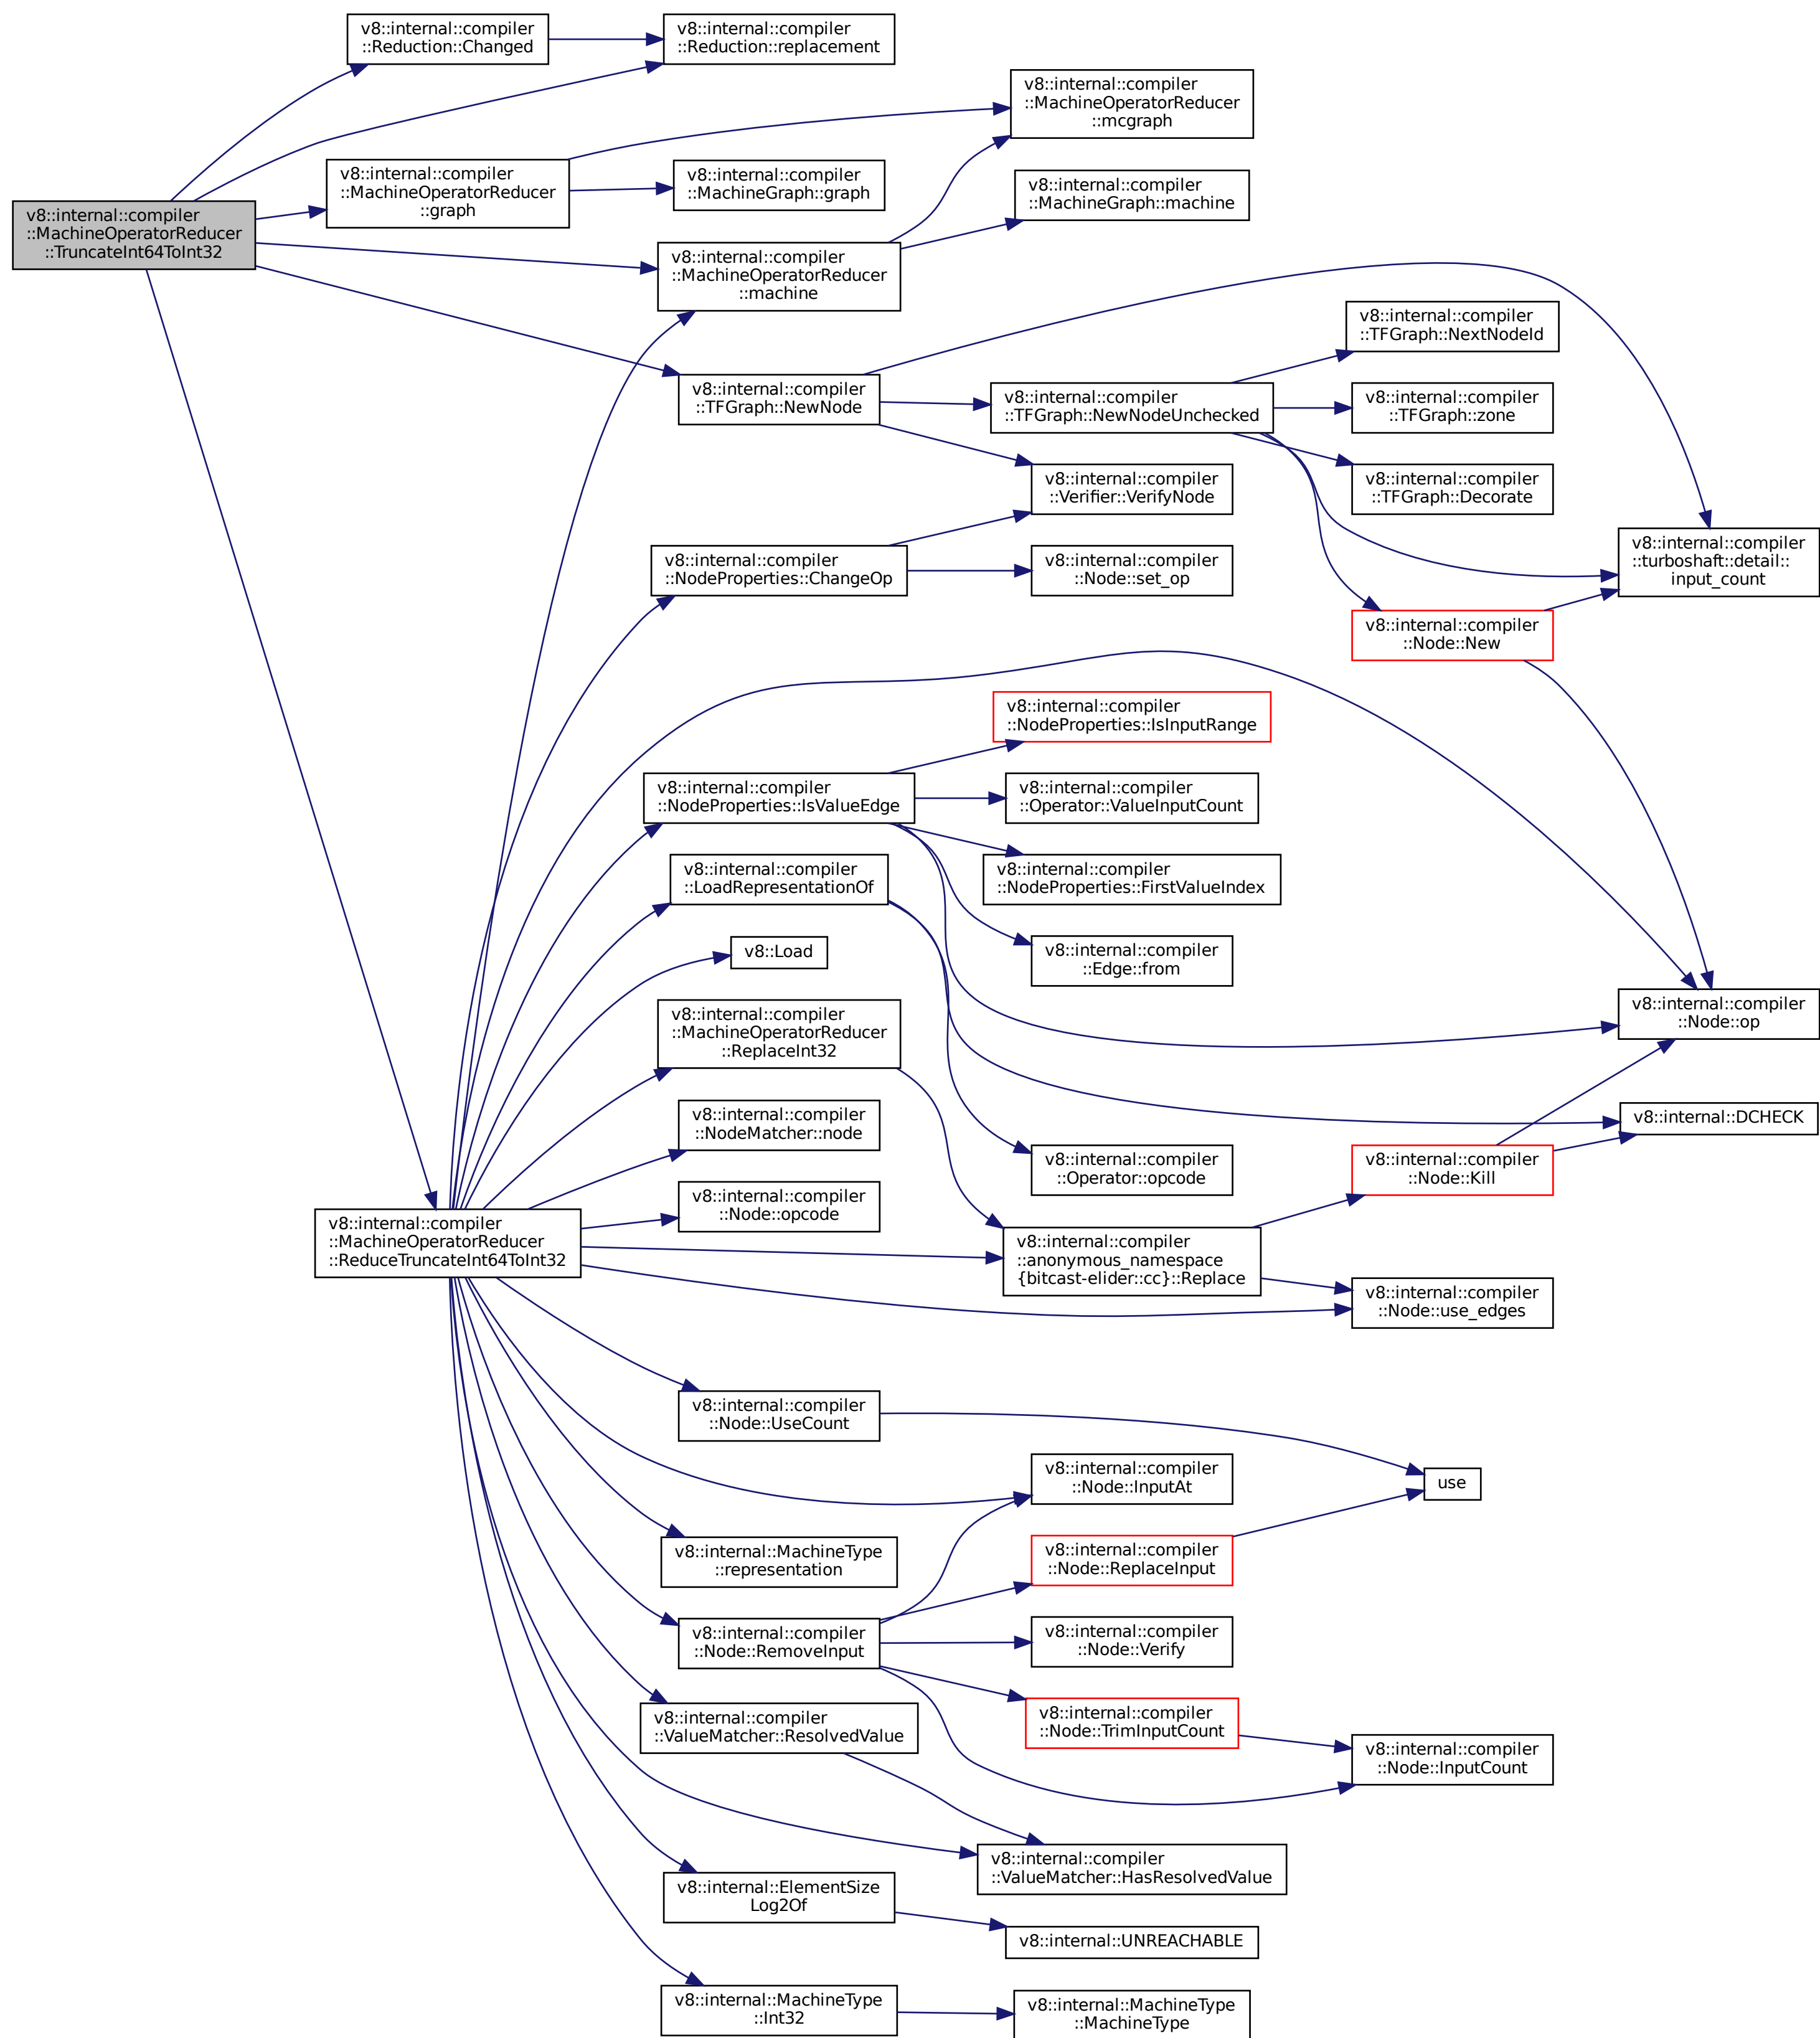 v8::internal::compiler
::Reduction::Changed
v8::internal::compiler
::Reduction::replacement
v8::internal::compiler
::MachineOperatorReducer
::mcgraph
v8::internal::compiler
::MachineOperatorReducer
::graph
v8::internal::compiler
::MachineGraph::graph
v8::internal::compiler
::MachineGraph::machine
v8::internal::compiler
::MachineOperatorReducer
::TruncateInt64ToInt32
v8::internal::compiler
::MachineOperatorReducer
::machine
v8::internal::compiler
::TFGraph::NextNodeId
v8::internal::compiler
::TFGraph::NewNode
v8::internal::compiler
::TFGraph::NewNodeUnchecked
v8::internal::compiler
::TFGraph::zone
v8::internal::compiler
::Verifier::VerifyNode
v8::internal::compiler
::TFGraph::Decorate
v8::internal::compiler
::NodeProperties::ChangeOp
v8::internal::compiler
::Node::set_op
v8::internal::compiler
::turboshaft::detail::
input_count
v8::internal::compiler
::Node::New
v8::internal::compiler
::NodeProperties::IsInputRange
v8::internal::compiler
::NodeProperties::IsValueEdge
v8::internal::compiler
::Operator::ValueInputCount
v8::internal::compiler
::LoadRepresentationOf
v8::internal::compiler
::NodeProperties::FirstValueIndex
v8::Load
v8::internal::compiler
::Edge::from
v8::internal::compiler
::MachineOperatorReducer
::ReplaceInt32
v8::internal::compiler
::Node::op
v8::internal::compiler
::NodeMatcher::node
v8::internal::DCHECK
v8::internal::compiler
::Operator::opcode
v8::internal::compiler
::Node::Kill
v8::internal::compiler
::Node::opcode
v8::internal::compiler
::MachineOperatorReducer
::ReduceTruncateInt64ToInt32
v8::internal::compiler
::anonymous_namespace
{bitcast-elider::cc}::Replace
v8::internal::compiler
::Node::use_edges
v8::internal::compiler
::Node::UseCount
v8::internal::compiler
::Node::InputAt
use
v8::internal::MachineType
::representation
v8::internal::compiler
::Node::ReplaceInput
v8::internal::compiler
::Node::RemoveInput
v8::internal::compiler
::Node::Verify
v8::internal::compiler
::ValueMatcher::ResolvedValue
v8::internal::compiler
::Node::TrimInputCount
v8::internal::compiler
::Node::InputCount
v8::internal::compiler
::ValueMatcher::HasResolvedValue
v8::internal::ElementSize
Log2Of
v8::internal::UNREACHABLE
v8::internal::MachineType
::Int32
v8::internal::MachineType
::MachineType